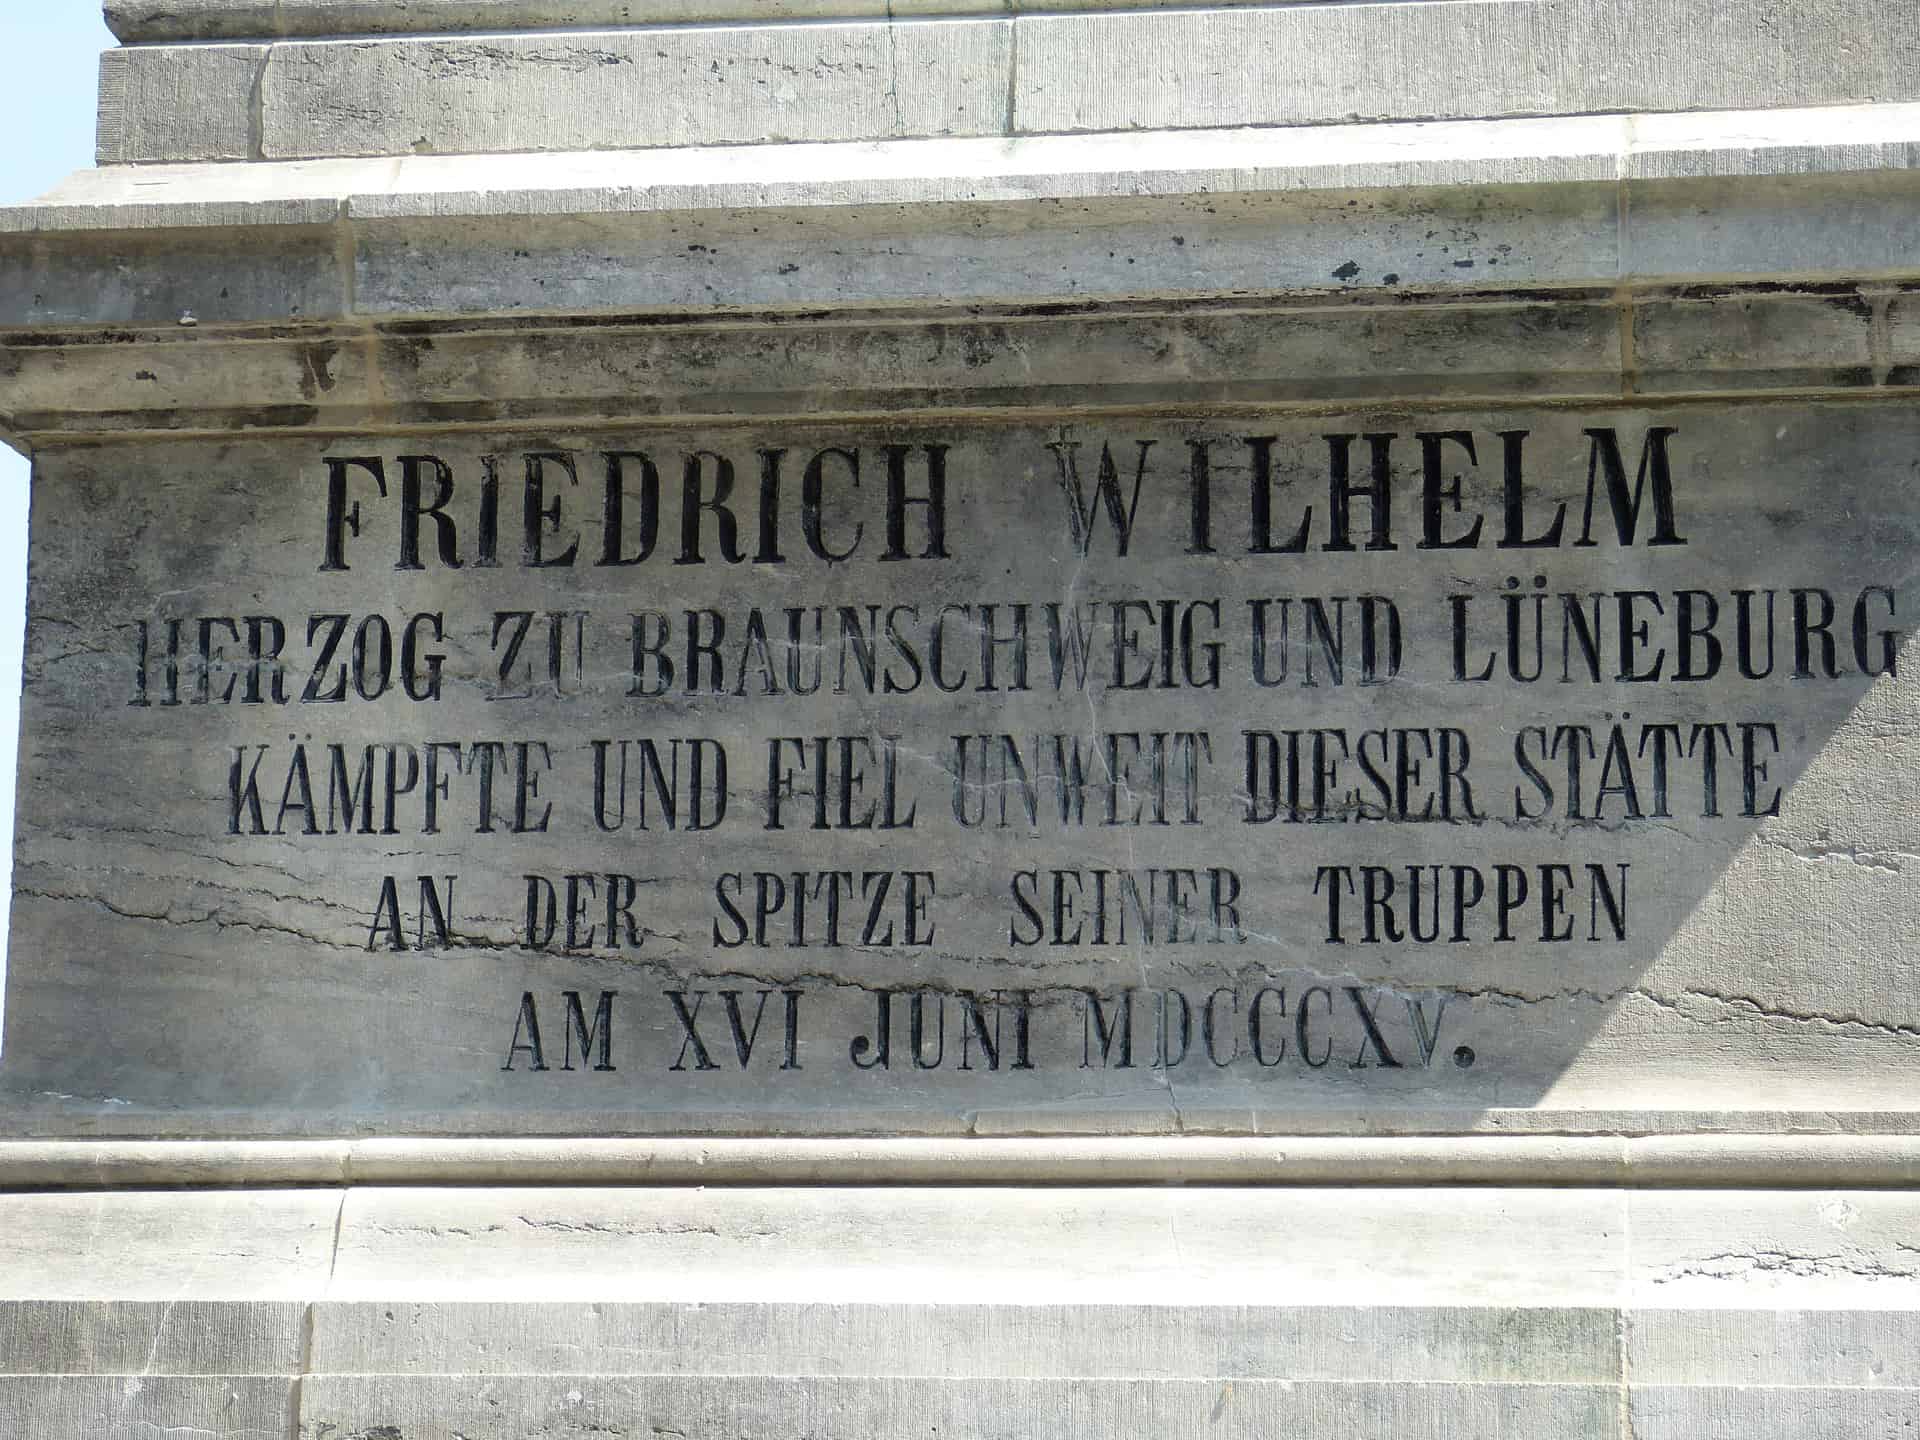 FRIEDRICH WILHELM
HERZOG ZU BRAUNSCHWEIG UND LÜNEBURG
KÄMPFTE UND FIEL UNWEIT DIESER STÄTTE
AN DER SPITZE SEINER TRUPPEN
AM XVI JUNI MDCCCXV.